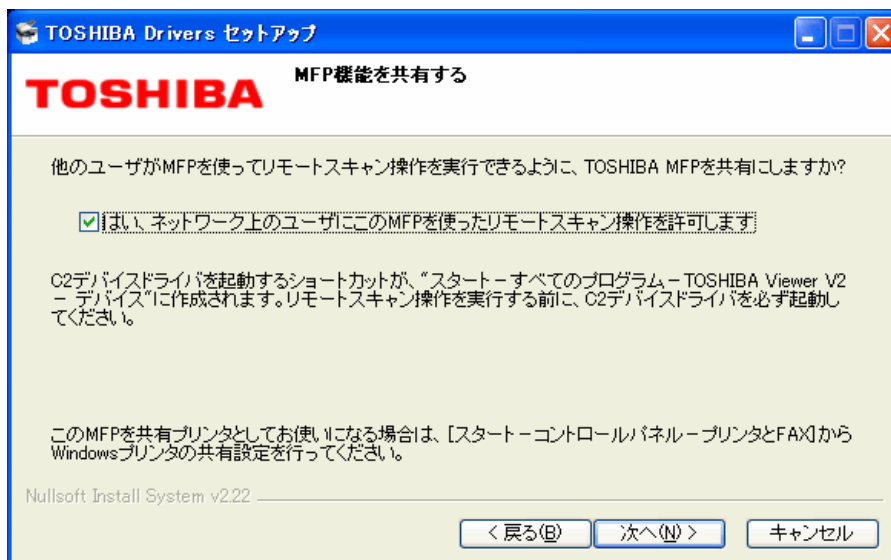 TOSHIBA Drivers セットアップ
TOSHIBA
MFP機能を共有する
他のユーザがMFPを使ってリモートスキャン操作を実行できるように、TOSHIBA MFPを共有にしますか?
はい、ネットワーク上のユーザにこのMFPを使ったリモートスキャン操作を許可します
C2デバイスドライバを起動するショートカットが、“スタート－すべてのプログラム－TOSHIBA Viewer V2
－ デバイス”に作成されます。リモートスキャン操作を実行する前に、C2デバイスドライバを必ず起動し
てください。
このMFPを共有プリンタとしてお使いになる場合は、[スタート－コントロールパネル－プリンタとFAX]から
Windowsプリンタの共有設定を行ってください。
Nullsoft Install System v2.22
< 戻る(B)
次へ(N) >
キャンセル